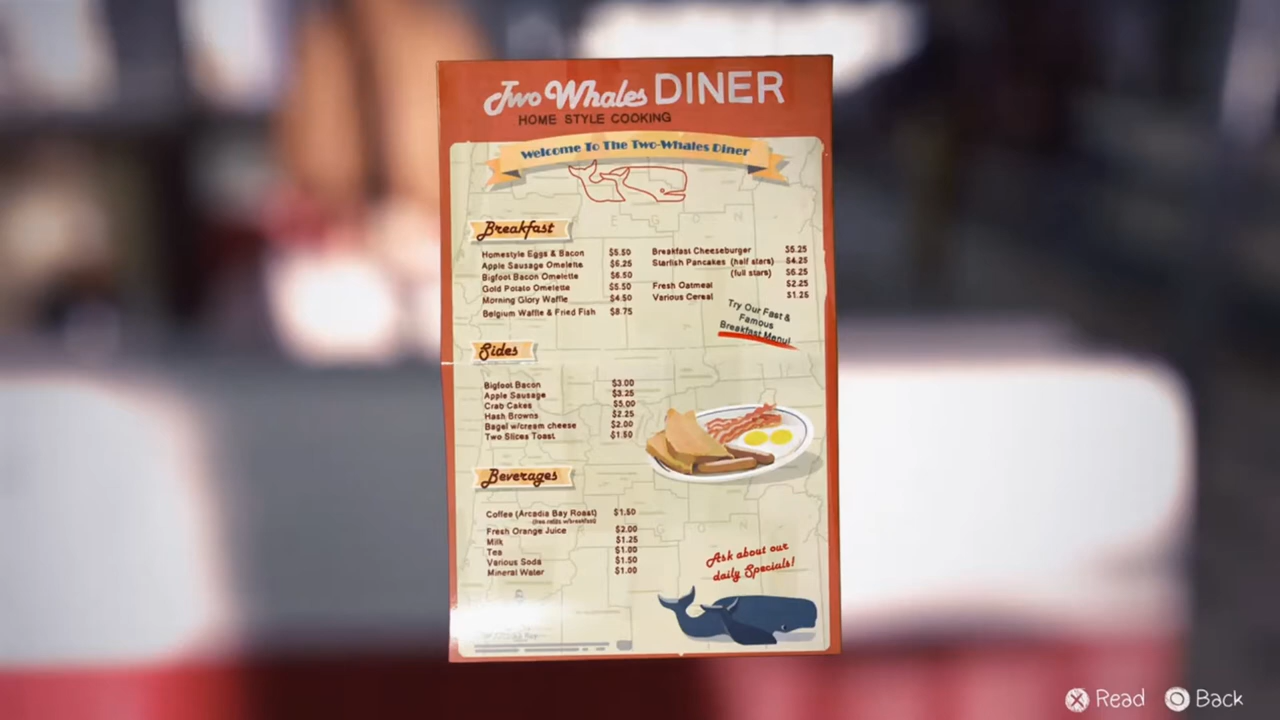 Two Whales DINER
HOME STYLE COOKING
Welcome To The Two-Whales Diner
Breakfast
Homestyle Eggs & Bacon $5.50
Apple Sausage Omelette $6.25
Bigfoot Bacon Omelette $6.50
Gold Potato Omelette $5.50
Morning Glory Waffle $4.50
Belgium Waffle & Fried Fish $8.75
Breakfast Cheeseburger $5.25
Starfish Pancakes (half stars) $4.25
(full stars) $6.25
Fresh Oatmeal $2.25
Various Cereal $1.25
Try Our Fast &
Famous
Breakfast Menu!
Sides
Bigfoot Bacon $3.00
Apple Sausage $3.25
Crab Cakes $5.00
Hash Browns $2.25
Bagel w/cream cheese $2.00
Two Slices Toast $1.50
Beverages
Coffee (Arcadia Bay Roast) $1.50
(free refills w/breakfast)
Fresh Orange Juice $2.00
Milk $1.25
Tea $1.00
Various Soda $1.50
Mineral Water $1.00
Ask about our
daily Specials!
Read Back